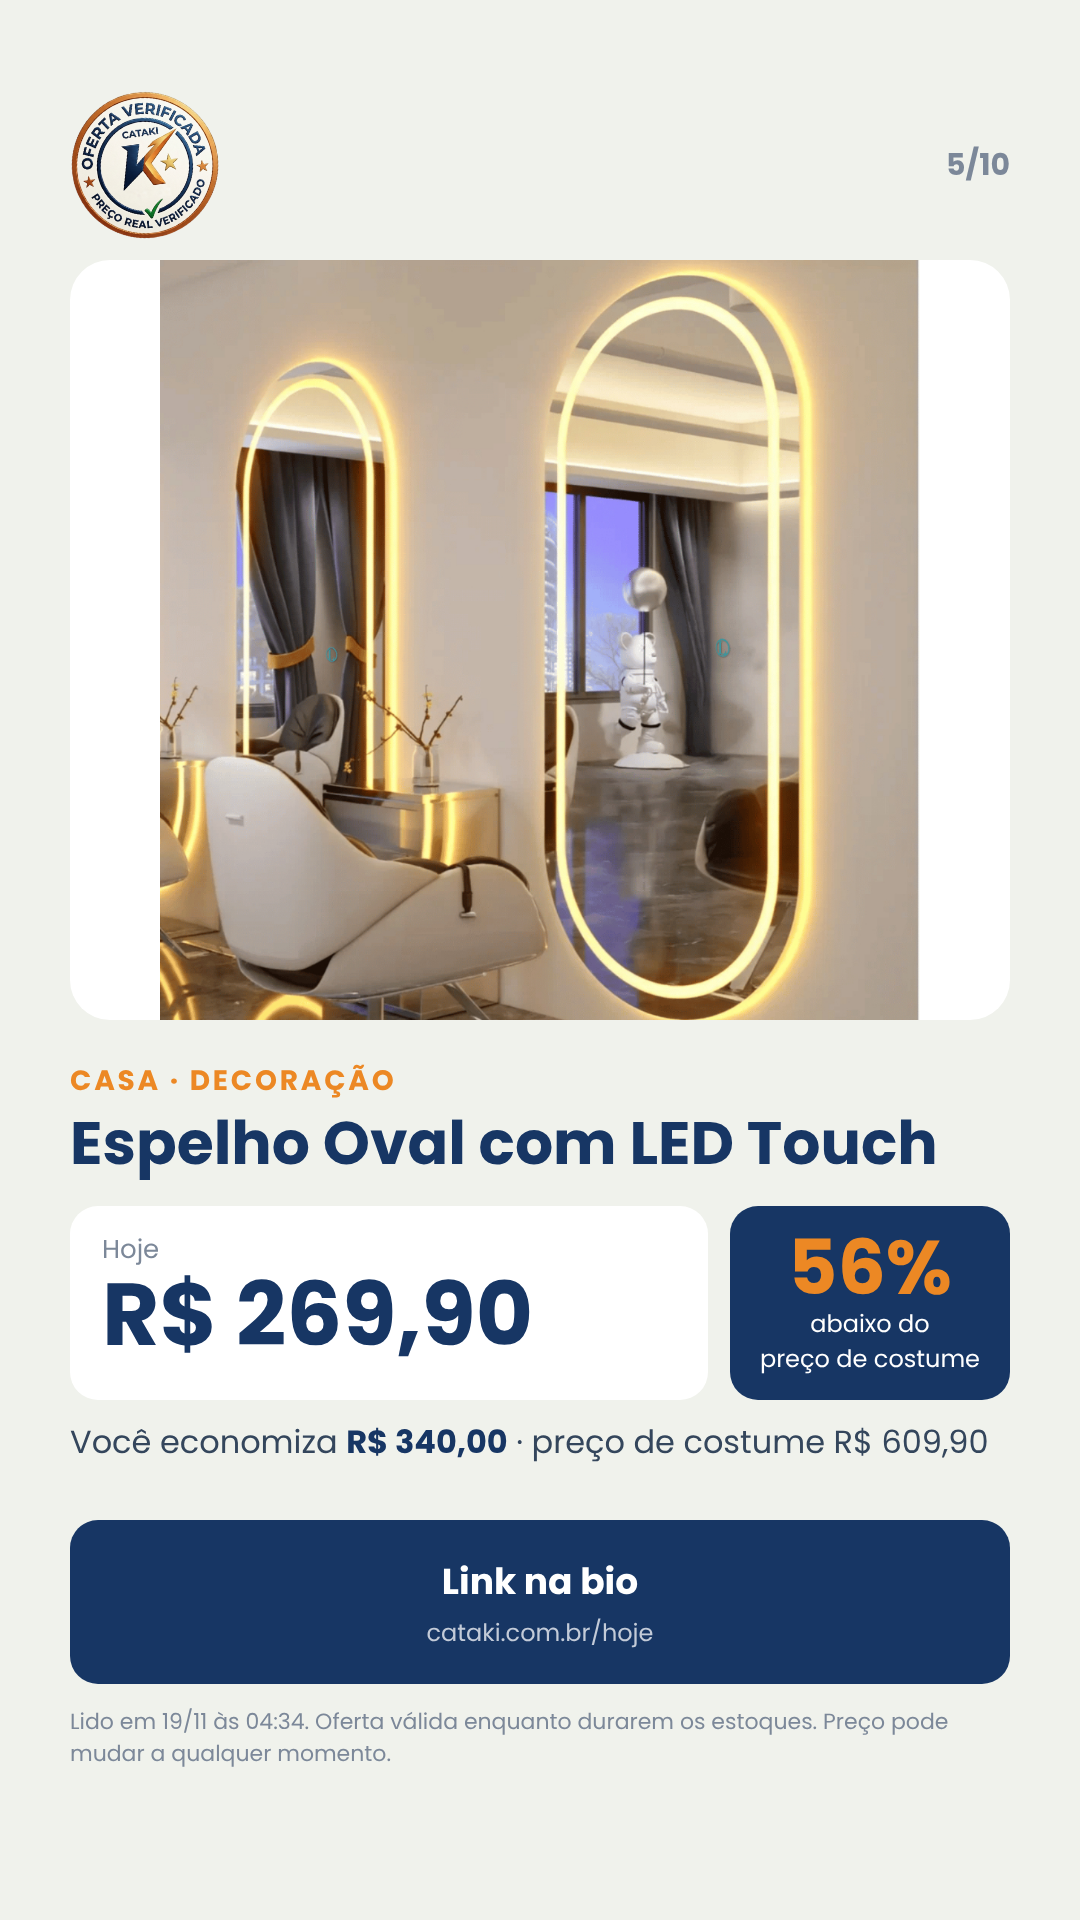 OFERTA VERIFICADA
CATAKI
PREÇO REAL VERIFICADO
5/10
CASA · DECORAÇÃO
Espelho Oval com LED Touch
Hoje
R$ 269,90
56%
abaixo do
preço de costume
Você economiza R$ 340,00 · preço de costume R$ 609,90
Link na bio
cataki.com.br/hoje
Lido em 19/11 às 04:34. Oferta válida enquanto durarem os estoques. Preço pode
mudar a qualquer momento.